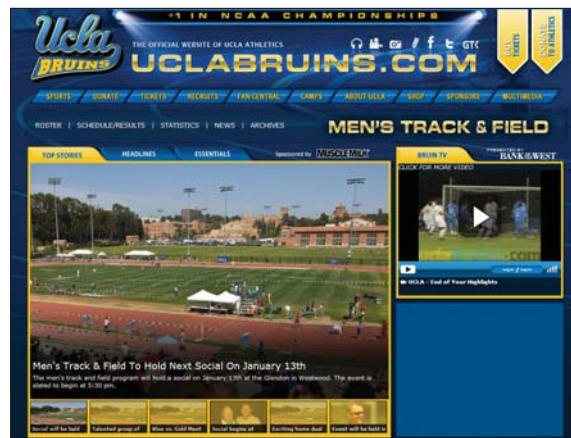 #1 IN NCAA CHAMPIONSHIPS
Ucla
BRUINS
THE OFFICIAL WEBSITE OF UCLA ATHLETICS
GTC
UCLABRUINS.COM
TICKETS
DONATE
TO ATHLETICS
SPORTS
DONATE
TICKETS
RECRUITS
FAN CENTRAL
CAMPS
ABOUT UCLA
SHOP
SPONSORS
MULTIMEDIA
ROSTER | SCHEDULE/RESULTS | STATISTICS | NEWS | ARCHIVES
MEN'S TRACK & FIELD
TOP STORIES
HEADLINES
ESSENTIALS
Sponsored by MUSCLE MILK
BRUIN TV
PRESENTED BY
BANK OF THE WEST
CLICK FOR MORE VIDEO
UCLA - End of Year Highlights
Men's Track & Field To Hold Next Social On January 13th
The men's track and field program will hold a social on January 13th at the Glendon in Westwood. The event is
slated to begin at 5:30 pm.
Social will be held
Talented group of
Blue vs. Gold Meet
Social begins at
Exciting home dual
Event will be held in